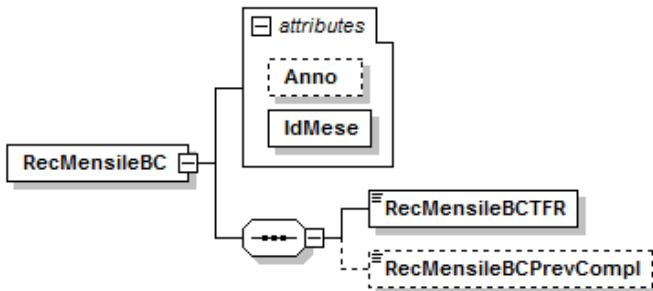 attributes
Anno
IdMese
RecMensileBC
RecMensileBCTFR
RecMensileBCPrevCompl